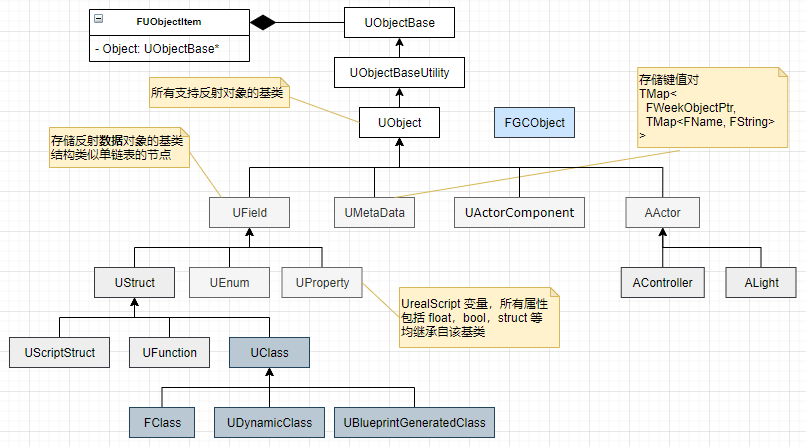 FUObjectItem
- Object: UObjectBase*
UObjectBase
UObjectBaseUtility
所有支持反射对象的基类
UObject
FGCObject
存储键值对
TMap<
FWeekObjectPtr,
TMap<FName, FString>
>
存储反射数据对象的基类
结构类似单链表的节点
UField
UMetaData
UActorComponent
AActor
UStruct
UEnum
UProperty
AController
ALight
UrealScript 变量，所有属性
包括 float，bool，struct 等
均继承自该基类
UScriptStruct
UFunction
UClass
FClass
UDynamicClass
UBlueprintGeneratedClass